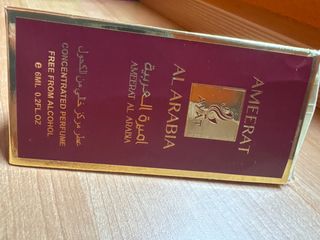 AMEERAT
AL ARABIA
أميرة العربية
AMEERAT AL ARABIA
عطر مركز خالي من الكحول
CONCENTRATED PERFUME
FREE FROM ALCOHOL
e 6ML 0.2FL.OZ